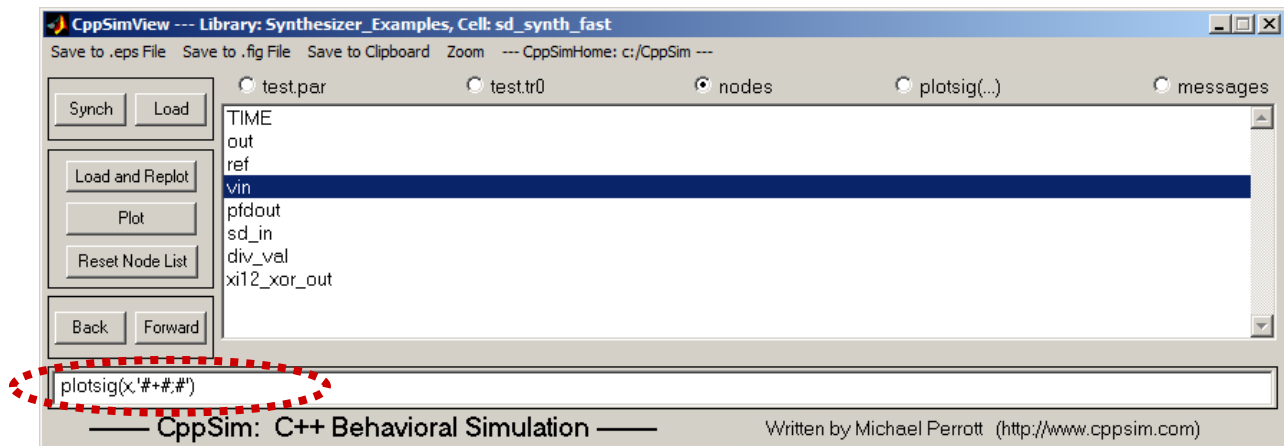 CppSimView --- Library: Synthesizer_Examples, Cell: sd_synth_fast
Save to .eps File Save to .fig File Save to Clipboard Zoom --- CppSimHome: c:/CppSim ---
Synch Load
test.par test.tr0 nodes plotsig(...) messages
TIME
out
ref
vin
pfdout
sd_in
div_val
xi12_xor_out
Load and Replot
Plot
Reset Node List
Back Forward
plotsig(x,'#+#;#')
CppSim: C++ Behavioral Simulation
Written by Michael Perrott (http://www.cppsim.com)